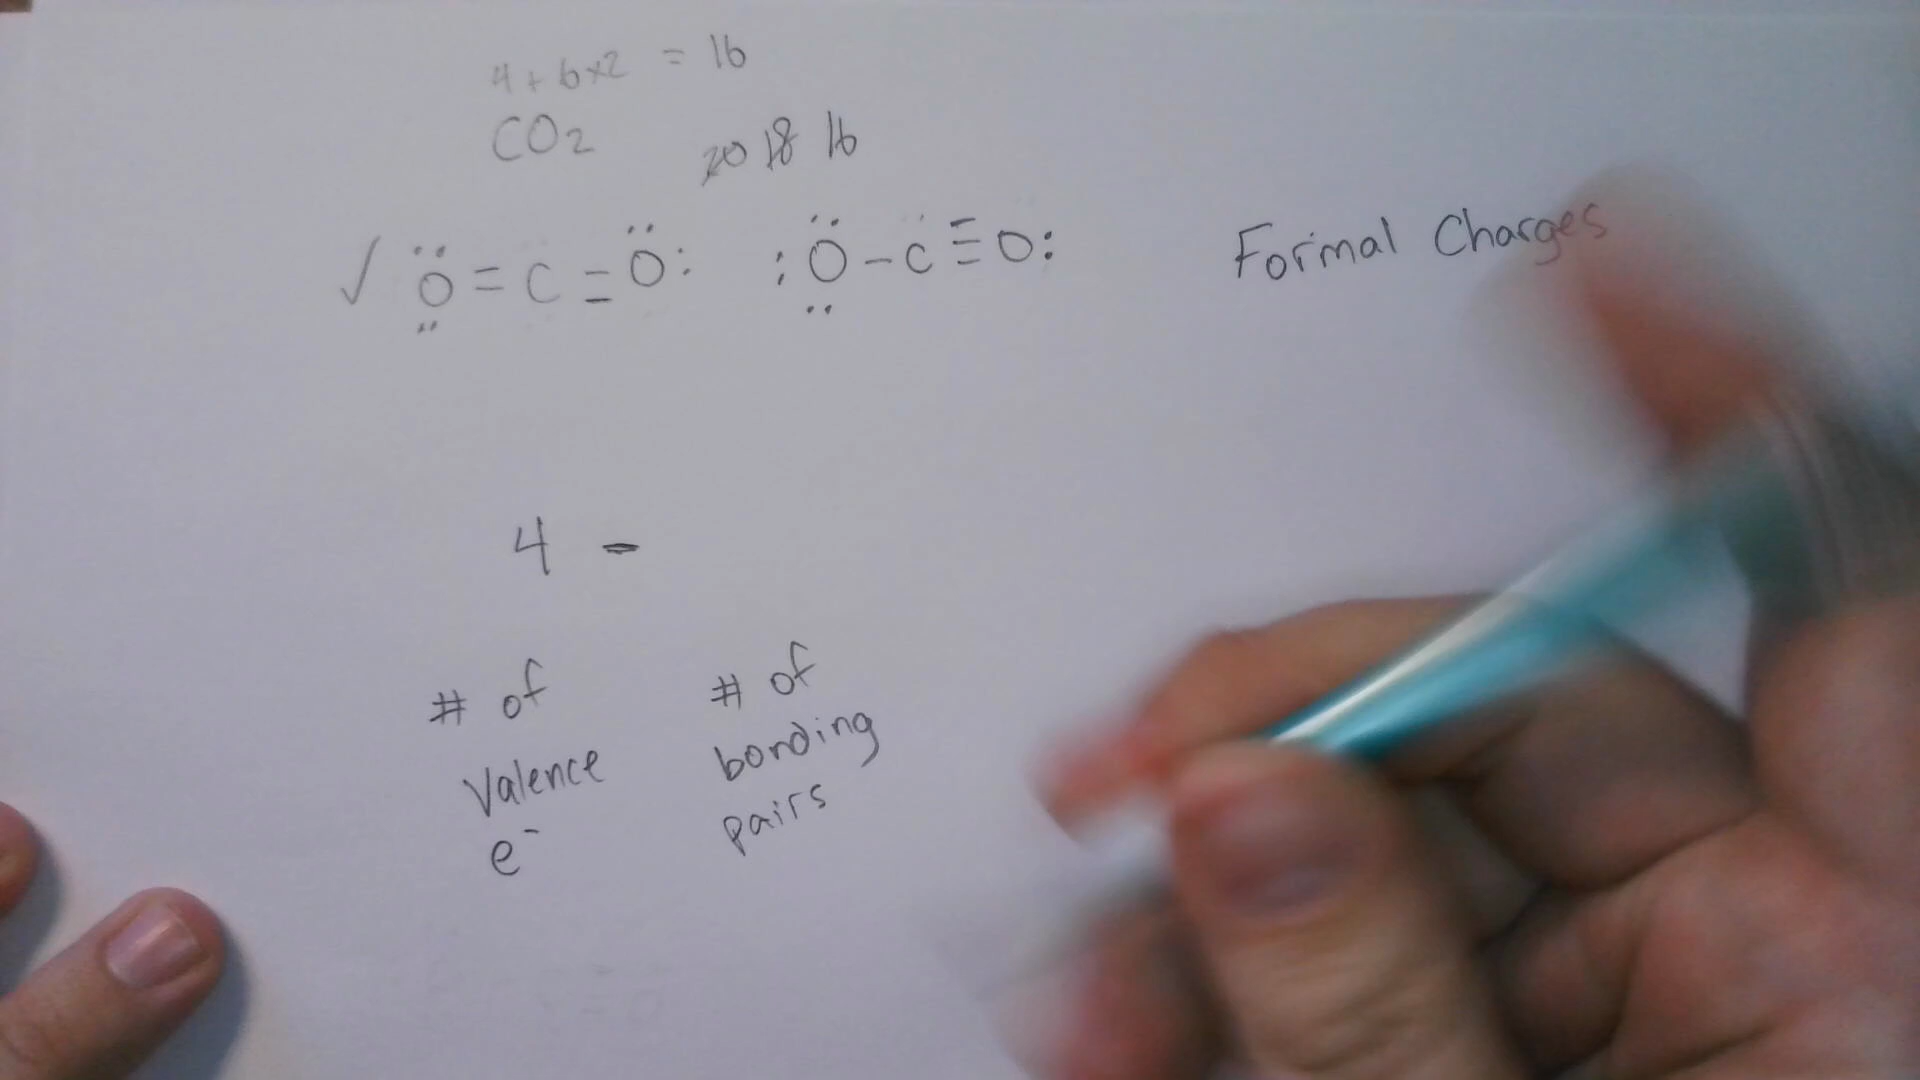 4 + 6x2 = 16
CO2 20 18 16
✓ O = C = O: :O - C ≡ O: Formal Charges
4 -
# of # of
Valence bonding
e- pairs